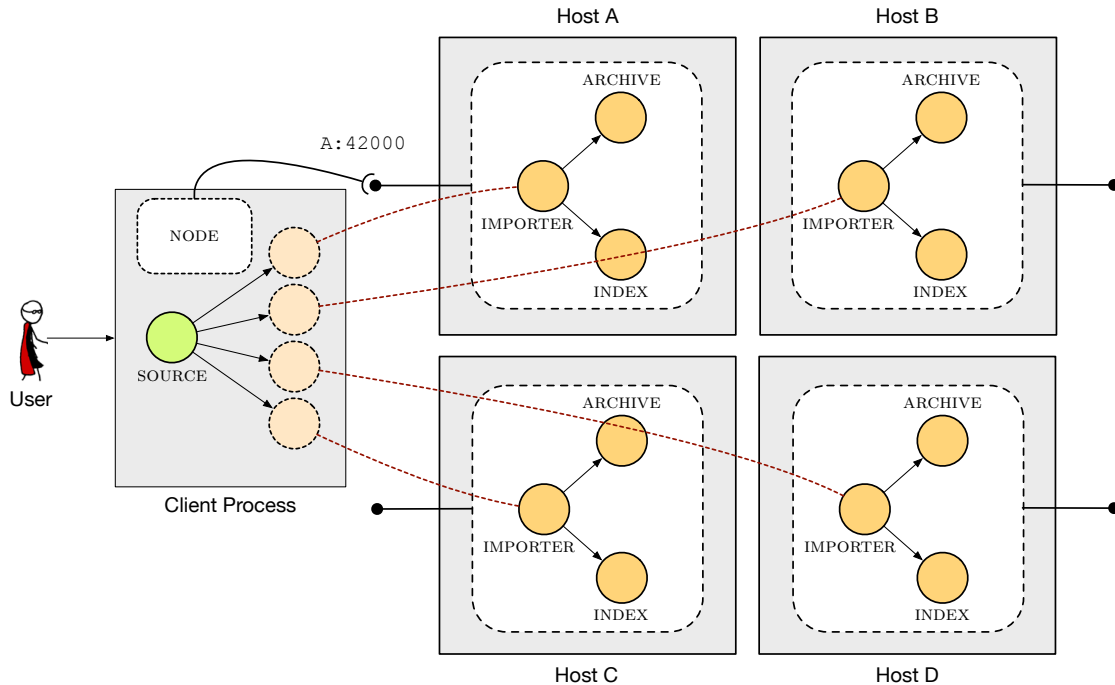 Host A
Host B
ARCHIVE
ARCHIVE
A:42000
IMPORTER
IMPORTER
NODE
INDEX
INDEX
SOURCE
User
Client Process
ARCHIVE
ARCHIVE
IMPORTER
IMPORTER
INDEX
INDEX
Host C
Host D